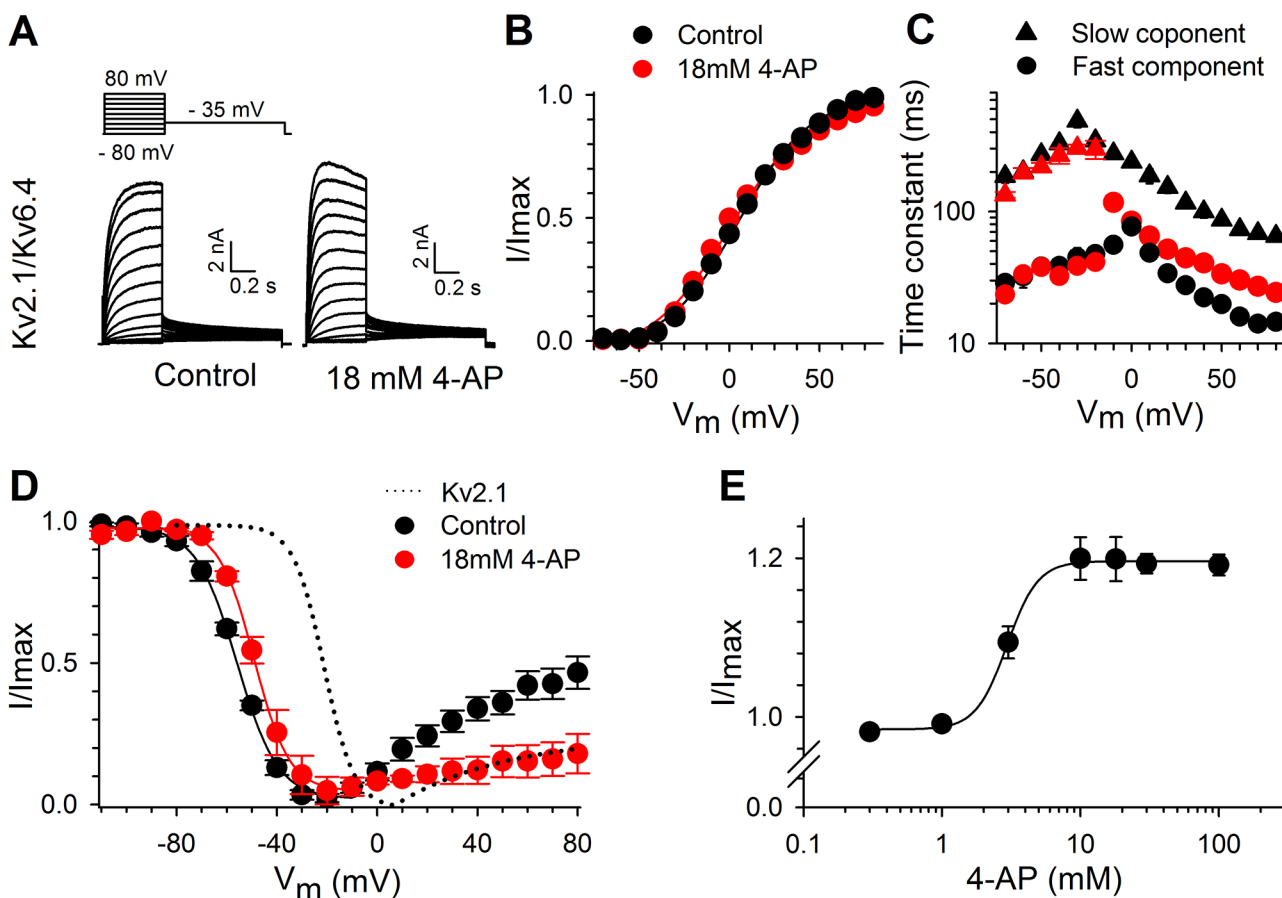 A
80 mV
- 35 mV
- 80 mV
Kv2.1/Kv6.4
2 nA
0.2 s
2 nA
0.2 s
Control
18 mM 4-AP
B
Control
18mM 4-AP
I/Imax
1.0
0.5
0.0
-50
0
50
Vm (mV)
C
Slow coponent
Fast component
Time constant (ms)
100
10
-50
0
50
Vm (mV)
D
Kv2.1
Control
18mM 4-AP
I/Imax
1.0
0.5
0.0
-80
-40
0
40
80
Vm (mV)
E
I/Imax
1.2
1.0
0.0
0.1
1
10
100
4-AP (mM)